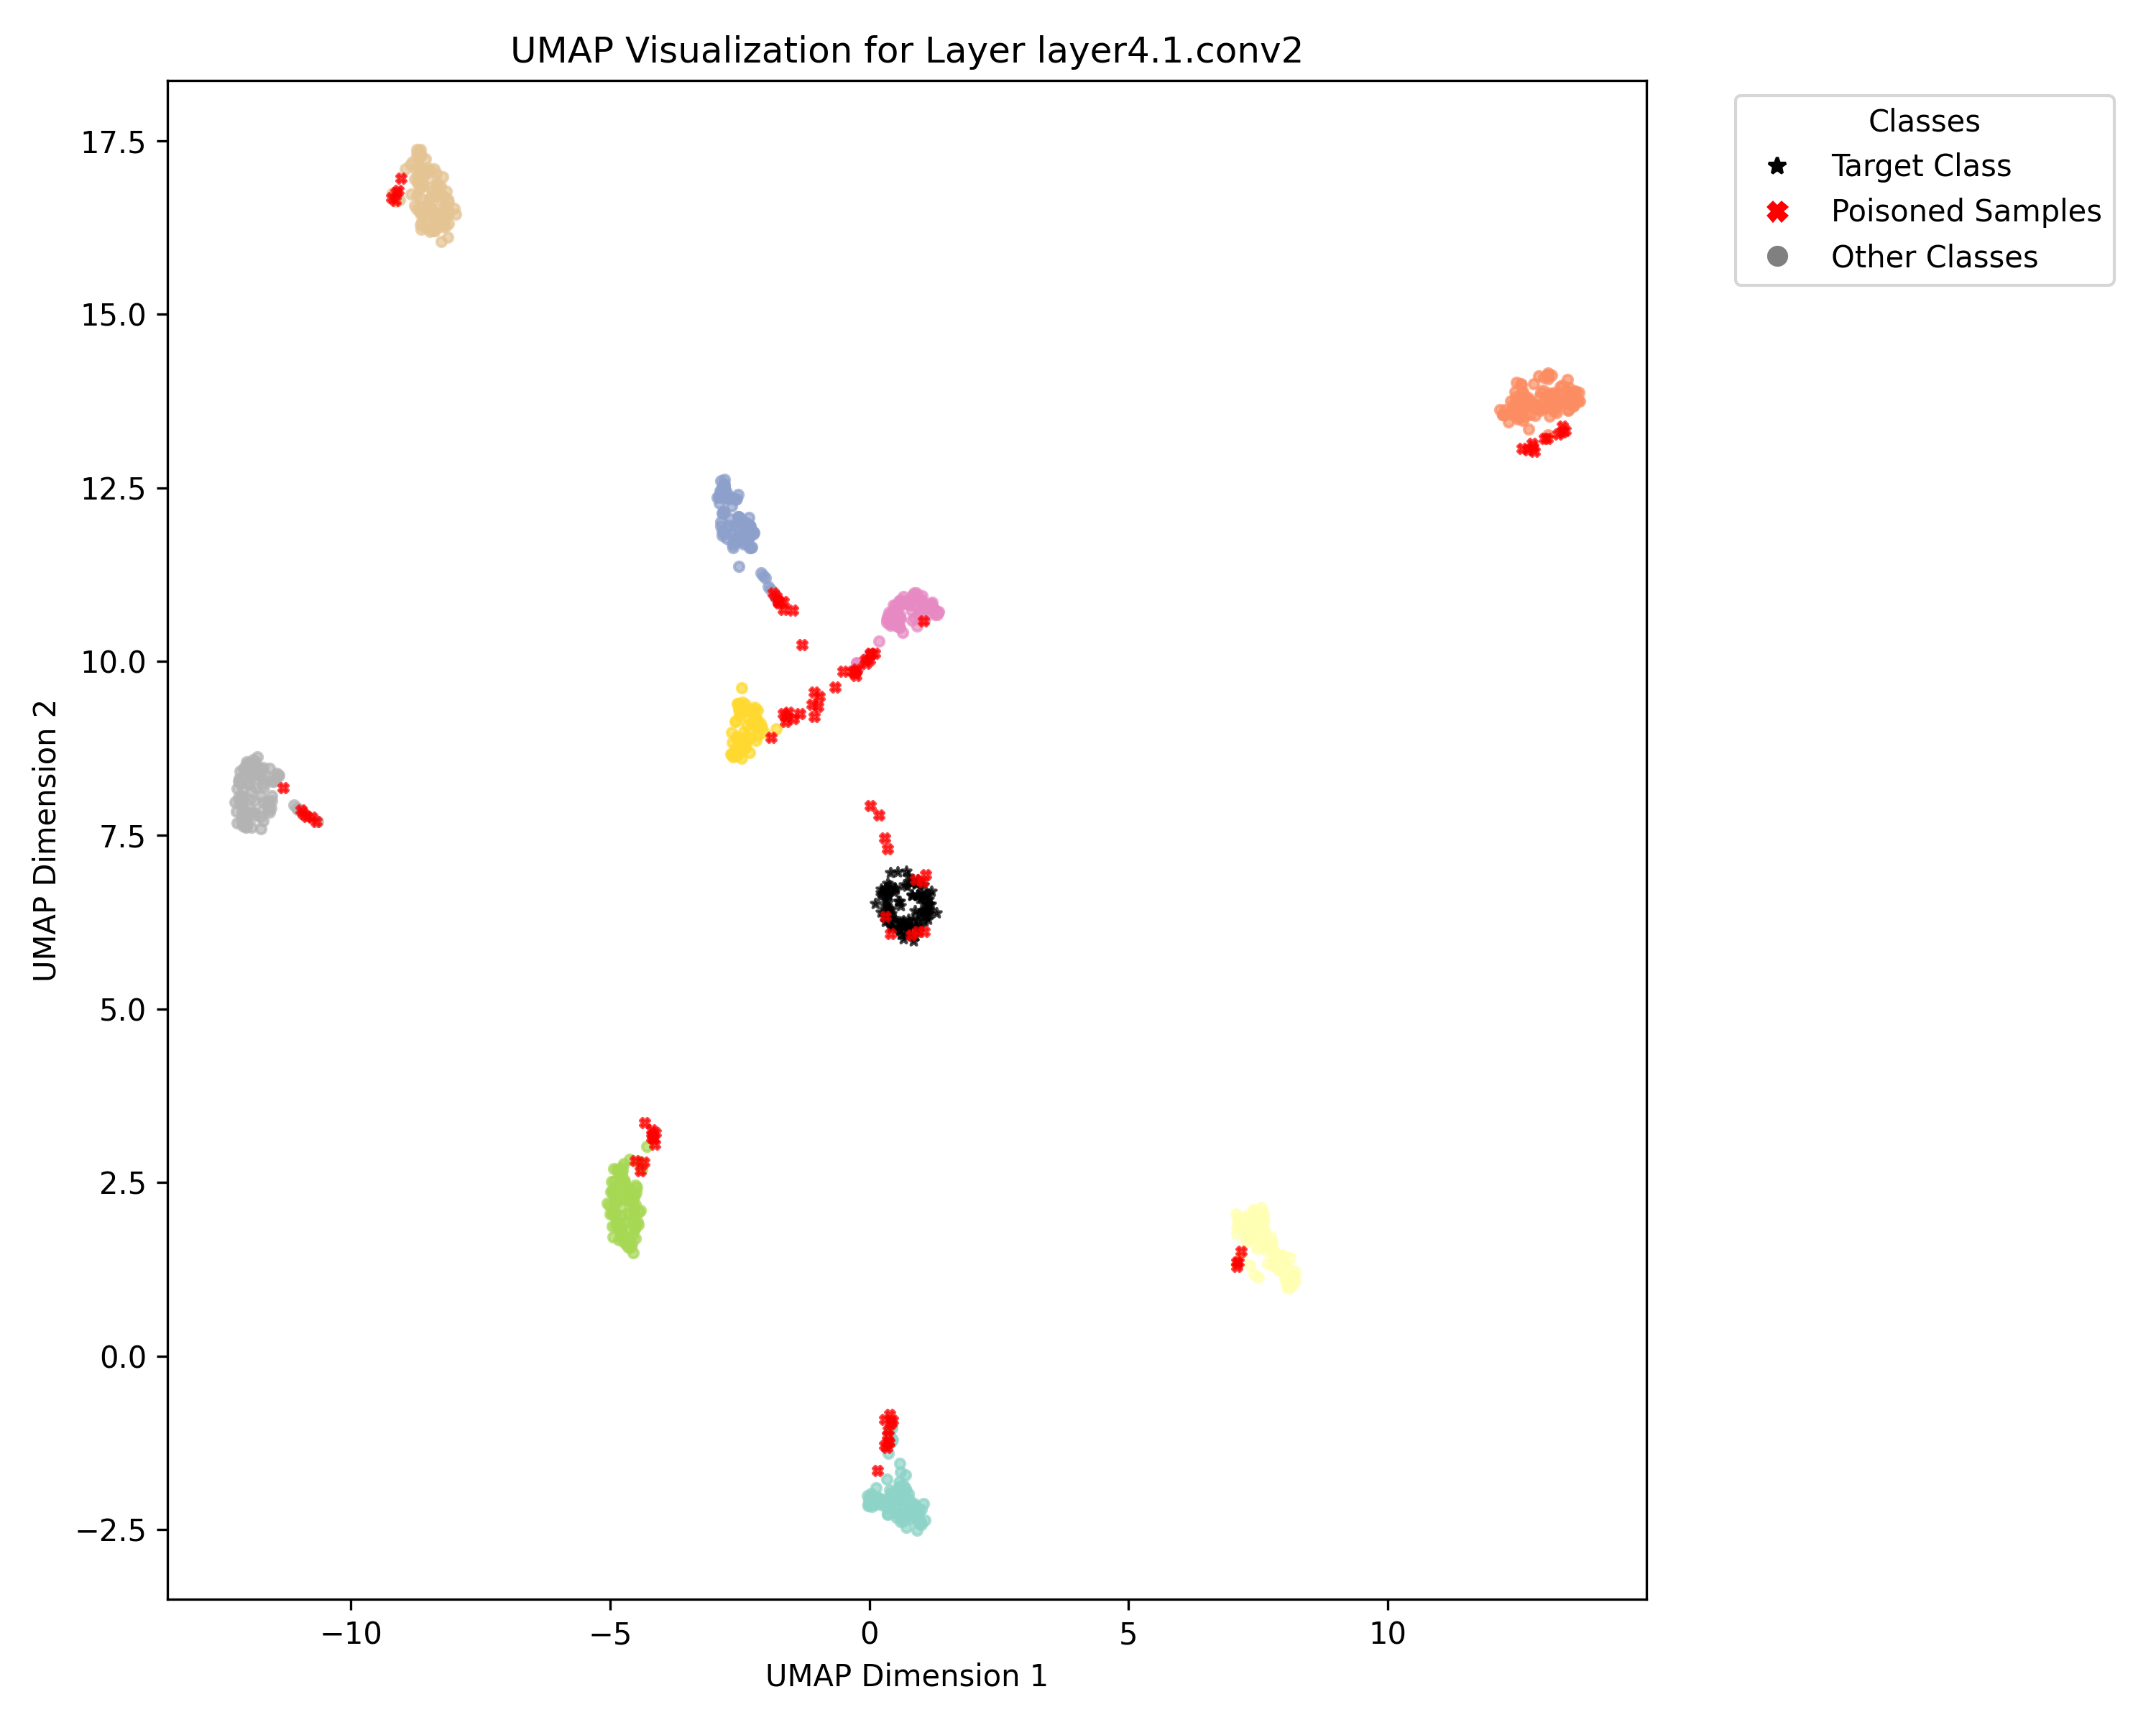 UMAP Visualization for Layer layer4.1.conv2
Classes
Target Class
Poisoned Samples
Other Classes
UMAP Dimension 2
17.5
15.0
12.5
10.0
7.5
5.0
2.5
0.0
−2.5
−10
−5
0
5
10
UMAP Dimension 1